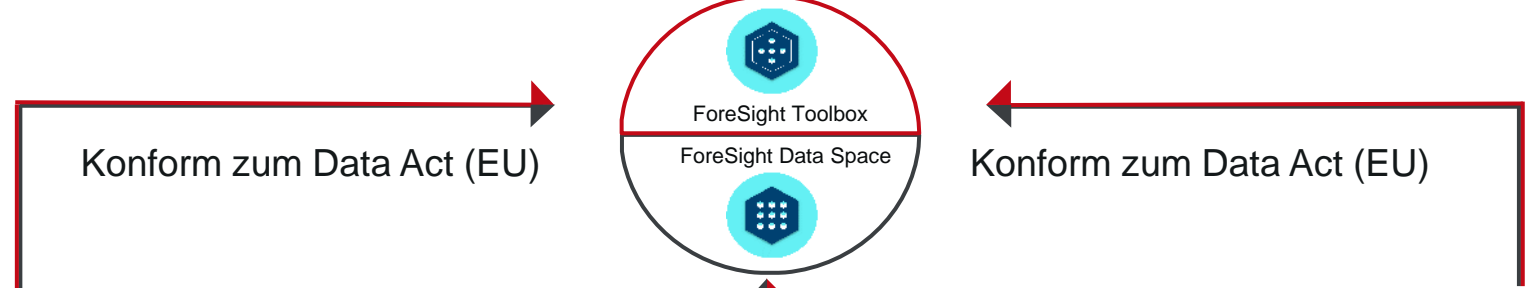 ForeSight Toolbox
Konform zum Data Act (EU)
ForeSight Data Space
Konform zum Data Act (EU)